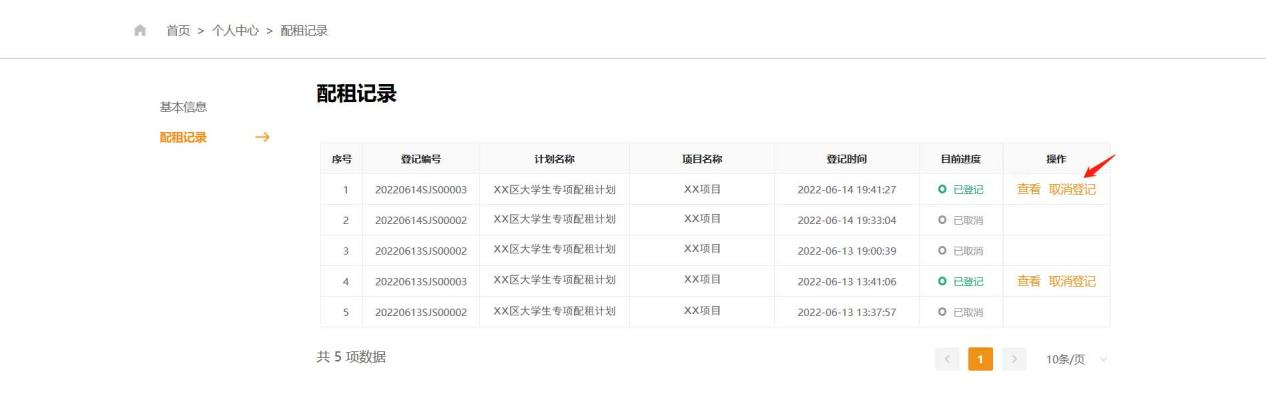 首页 > 个人中心 > 配租记录
配租记录
基本信息
配租记录
序号 登记编号 计划名称 项目名称 登记时间 目前进度 操作
1 20220614SJS00003 XX区大学生专项配租计划 XX项目 2022-06-14 19:41:27 已登记 查看 取消登记
2 20220614SJS00002 XX区大学生专项配租计划 XX项目 2022-06-14 19:33:04 已取消
3 20220613SJS00002 XX区大学生专项配租计划 XX项目 2022-06-13 19:00:39 已取消
4 20220613SJS00003 XX区大学生专项配租计划 XX项目 2022-06-13 13:41:06 已登记 查看 取消登记
5 20220613SJS00002 XX区大学生专项配租计划 XX项目 2022-06-13 13:37:57 已取消
共 5 项数据 < 1 > 10条/页